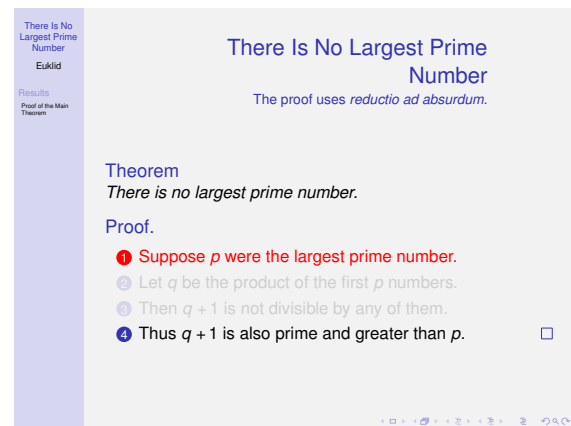 There Is No
Largest Prime
Number
Euklid
Results
Proof of the Main
Theorem
There Is No Largest Prime
Number
The proof uses reductio ad absurdum.
Theorem
There is no largest prime number.
Proof.
1 Suppose p were the largest prime number.
2 Let q be the product of the first p numbers.
3 Then q + 1 is not divisible by any of them.
4 Thus q + 1 is also prime and greater than p.